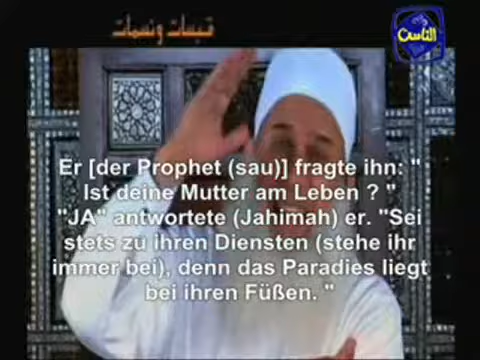 قبسات ونسمات
الناس
Er [der Prophet (sau)] fragte ihn: "
Ist deine Mutter am Leben ? "
"JA" antwortete (Jahimah) er. "Sei
stets zu ihren Diensten (stehe ihr
immer bei), denn das Paradies liegt
bei ihren Füßen. "